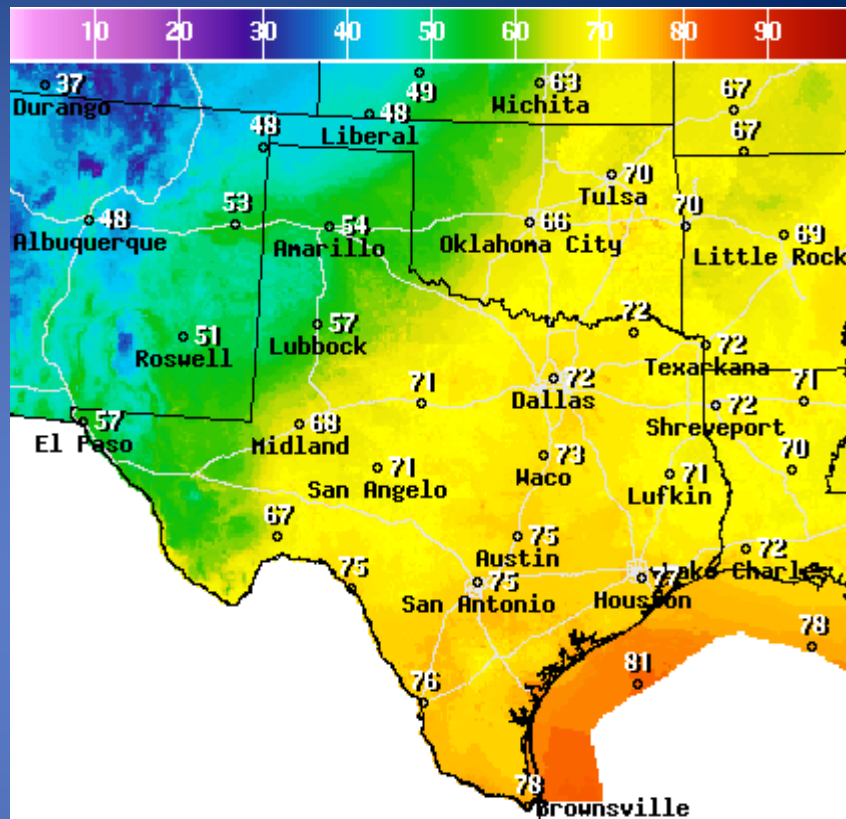 10 20 30 40 50 60 70 80 90
37
Durango
49
63
Wichita
67
48
Liberal
48
67
70
Tulsa
48
Albuquerque
53
54
Amarillo
66
Oklahoma City
70
69
Little Rock
51
Roswell
57
Lubbock
72
72
Texarkana
71
72
Dallas
72
Shreveport
71
57
El Paso
68
Midland
71
San Angelo
73
Waco
71
Lufkin
70
67
75
Austin
72
Lake Charles
75
75
San Antonio
77
Houston
78
81
76
78
Brownsville